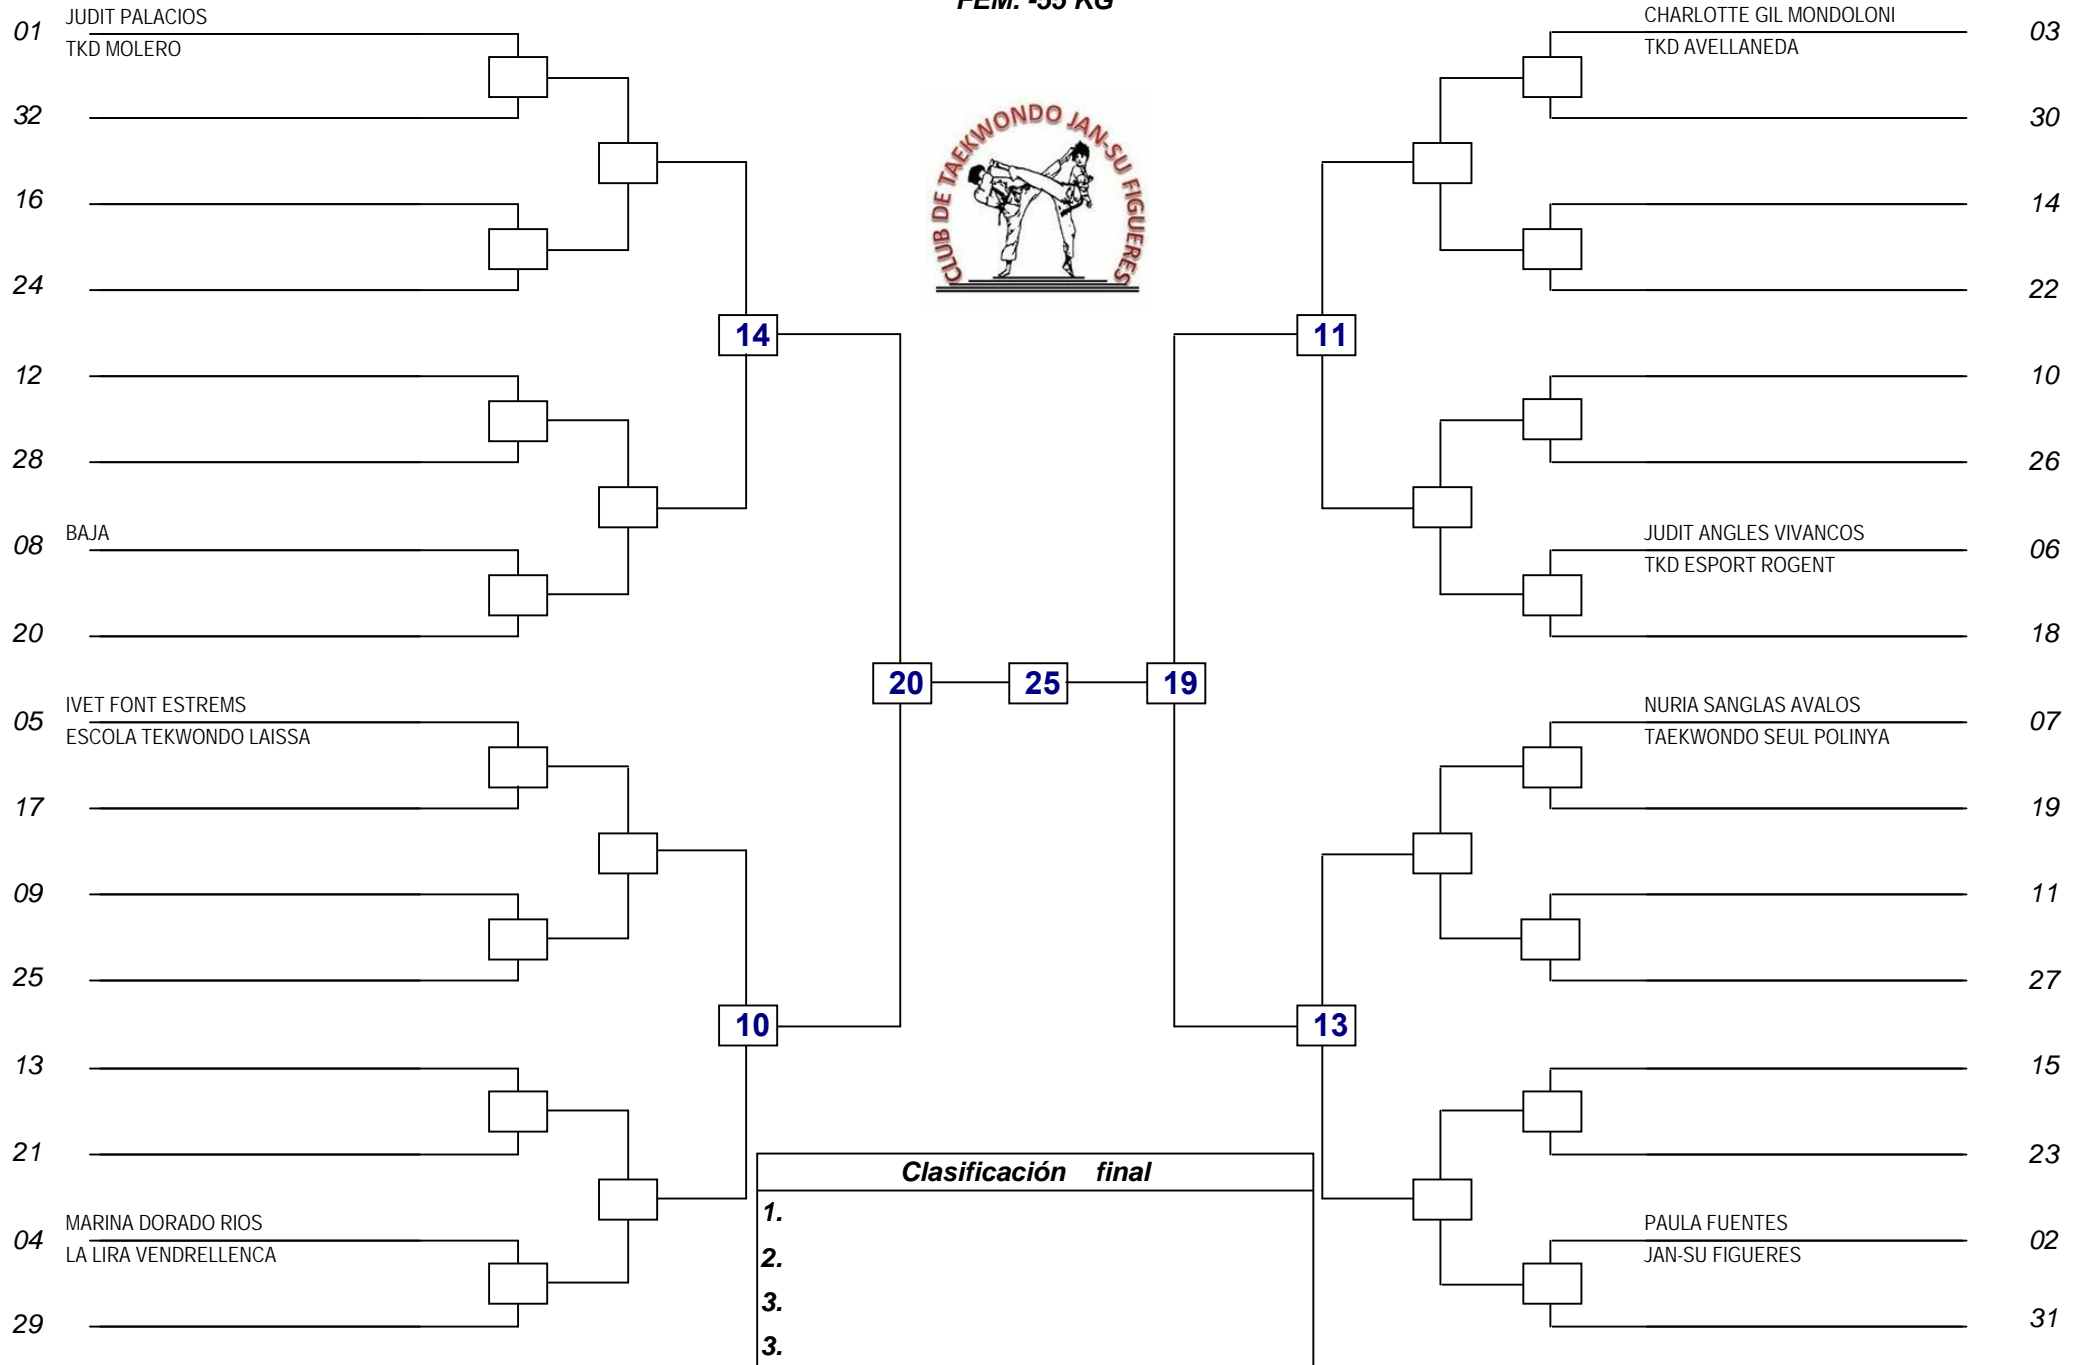 FEM. -55 KG
01 JUDIT PALACIOS
TKD MOLERO
32
16
24
12
28
08 BAJA
20
05 IVET FONT ESTREMS
ESCOLA TEKWONDO LAISSA
17
09
25
13
21
04 MARINA DORADO RIOS
LA LIRA VENDRELLENCA
29
CLUB DE TAEKWONDO JAN-SU FIGUERES
14
10
20
25
19
11
13
CHARLOTTE GIL MONDOLONI 03
TKD AVELLANEDA
30
14
22
10
26
JUDIT ANGLES VIVANCOS 06
TKD ESPORT ROGENT
18
NURIA SANGLAS AVALOS 07
TAEKWONDO SEUL POLINYA
19
11
27
15
23
PAULA FUENTES 02
JAN-SU FIGUERES
31
Clasificación final
1.
2.
3.
3.